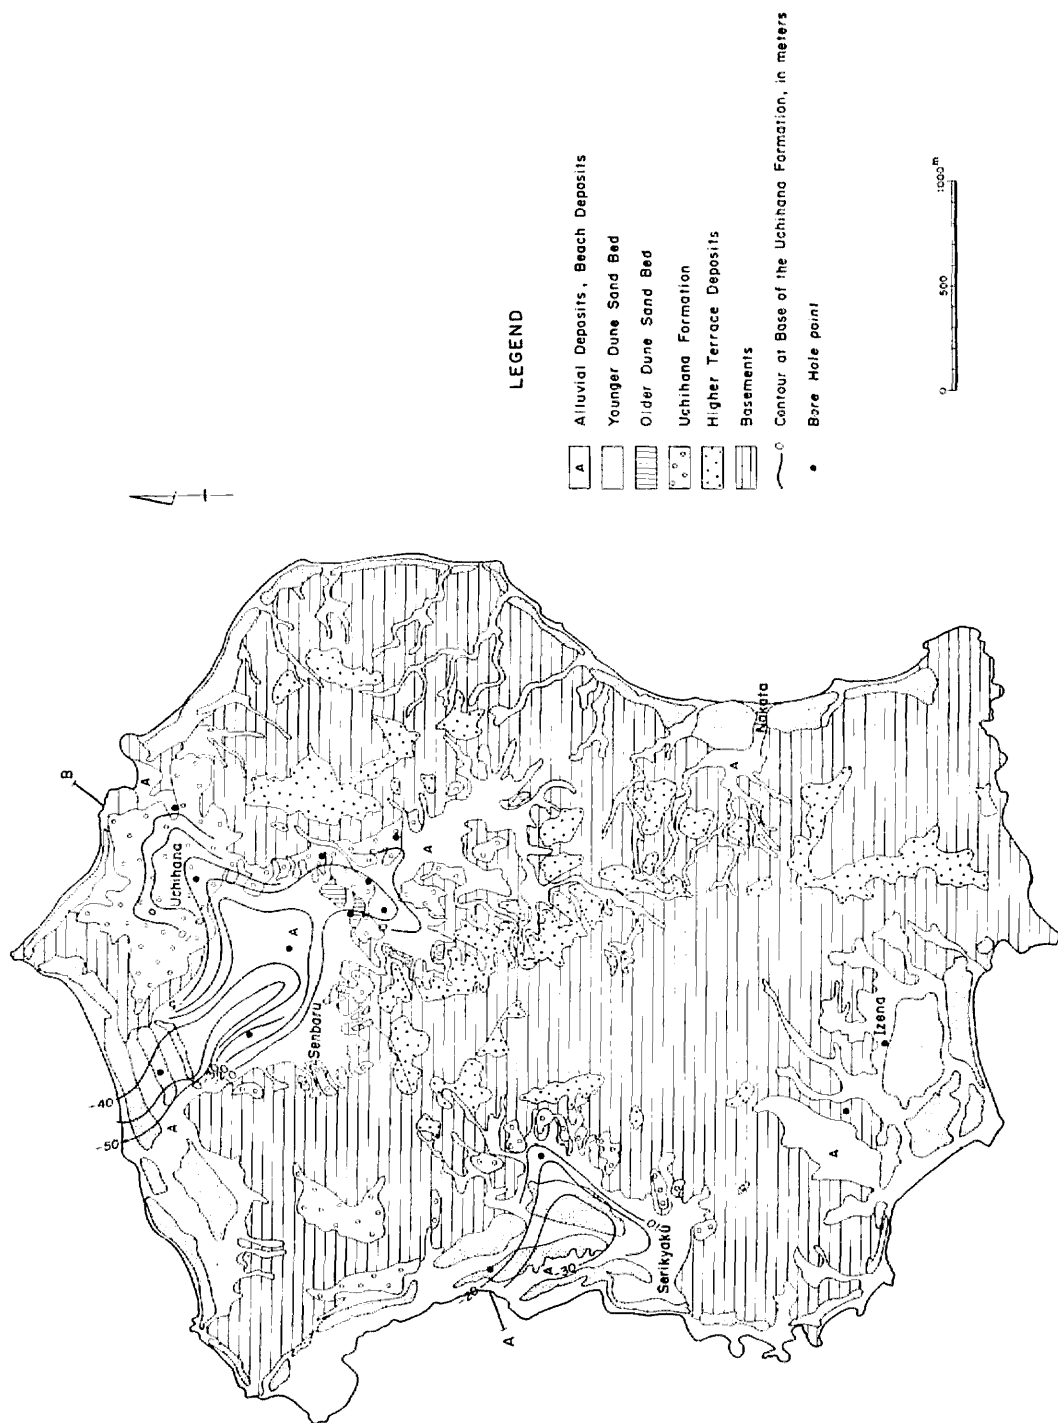 LEGEND
A Alluvial Deposits, Beach Deposits
Younger Dune Sand Bed
Older Dune Sand Bed
Uchihana Formation
Higher Terrace Deposits
Basements
0 Contour at Base of the Uchihana Formation, in meters
Bore Hole point
0 500 1000m
B
A
Uchihana
0
-40
-50
A
A
Senbaru
A
Nakata
A
-20
A-30
A
10
Serikyaku
Izena
A